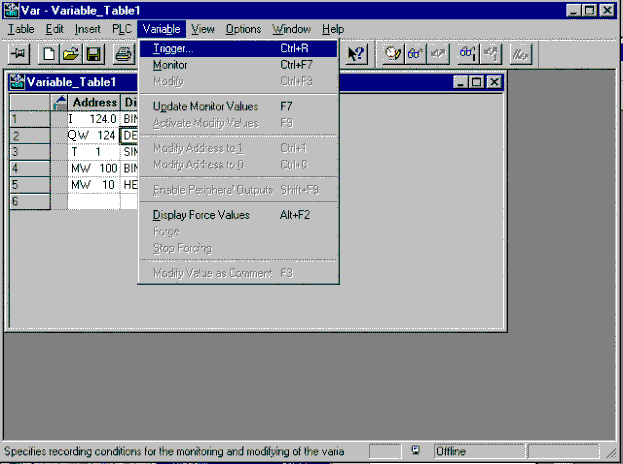 Var - Variable_Table1
Table Edit Insert PLC Variable View Options Window Help
Trigger... Ctrl+R
Monitor Ctrl+F7
Modify Ctrl+F9
Update Monitor Values F7
Activate Modify Values F9
Modify Address to 1 Ctrl+1
Modify Address to 0 Ctrl+0
Enable Peripheral Outputs Shift+F9
Display Force Values Alt+F2
Force
Stop Forcing
Modify Value as Comment F3
Variable_Table1
Address Di
1 I 124.0 BIN
2 QW 124 DE
3 T 1 SIM
4 MW 100 BIN
5 MW 10 HE
6
Specifies recording conditions for the monitoring and modifying of the varia Offline